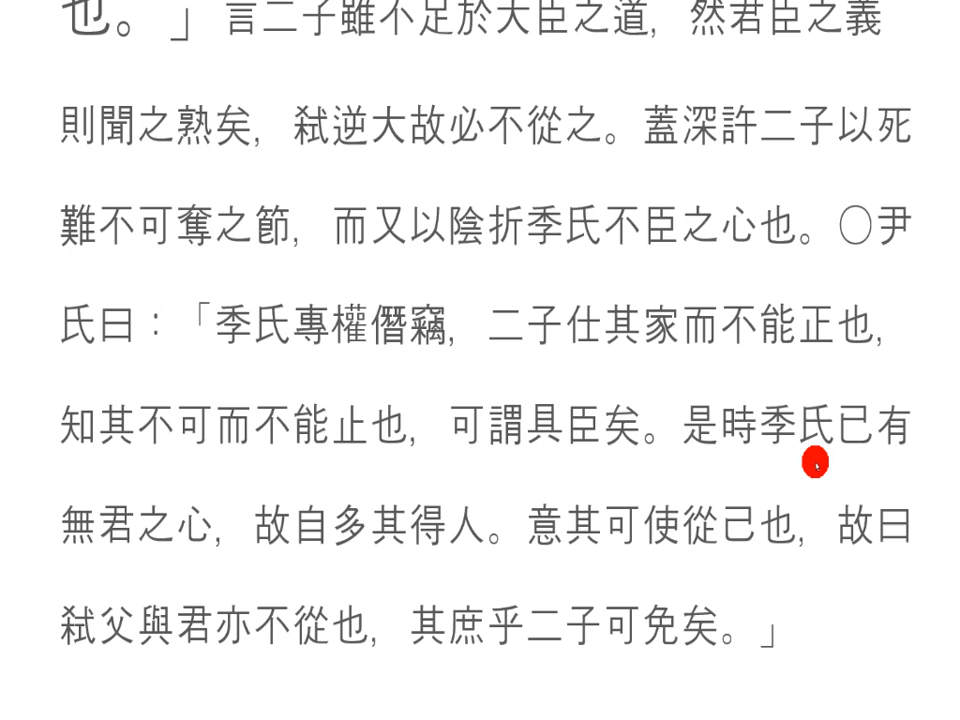 也。」言二子雖不足於大臣之道，然君臣之義
則聞之熟矣，弒逆大故必不從之。蓋深許二子以死
難不可奪之節，而又以陰折季氏不臣之心也。○尹
氏曰：「季氏專權僭竊，二子仕其家而不能正也，
知其不可而不能止也，可謂具臣矣。是時季氏已有
無君之心，故自多其得人。意其可使從己也，故曰
弒父與君亦不從也，其庶乎二子可免矣。」